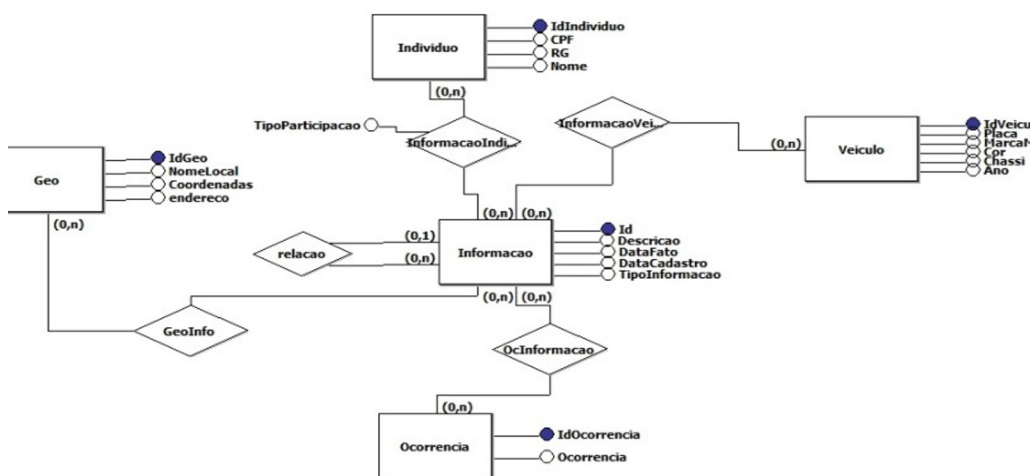 Individuo
IdIndividuo
CPF
RG
Nome
(0,n)
TipoParticipacao
InformacaoIndi...
InformacaoVei...
(0,n)
Veiculo
IdVeicu
Placa
MarcaM
Cor
Chassi
Ano
Geo
IdGeo
NomeLocal
Coordenadas
endereco
(0,n)
(0,n)
(0,n)
relacao
(0,1)
(0,n)
Informacao
Id
Descricao
DataFato
DataCadastro
TipoInformacao
(0,n)
(0,n)
GeoInfo
OcInformacao
(0,n)
Ocorrencia
IdOcorrencia
Ocorrencia